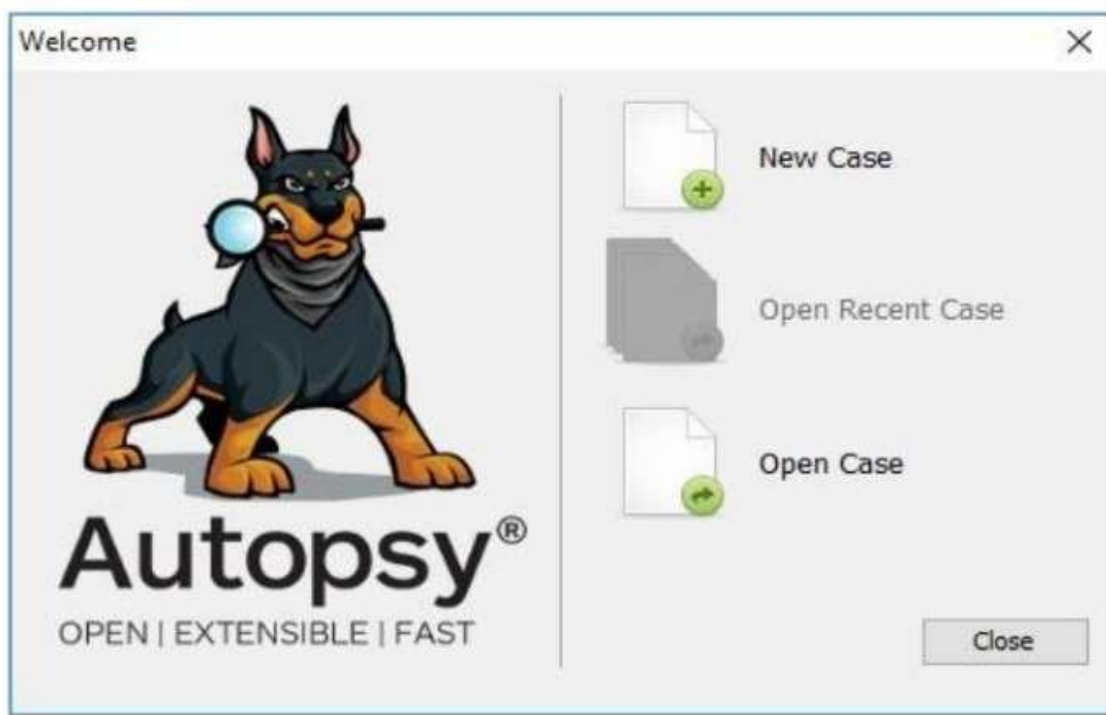 Welcome
New Case
Open Recent Case
Open Case
Autopsy®
OPEN | EXTENSIBLE | FAST
Close